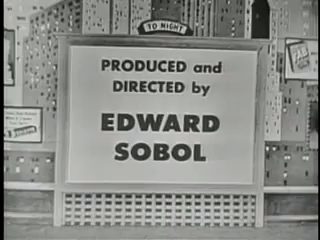 TO-NIGHT
PRODUCED and
DIRECTED by
EDWARD
SOBOL